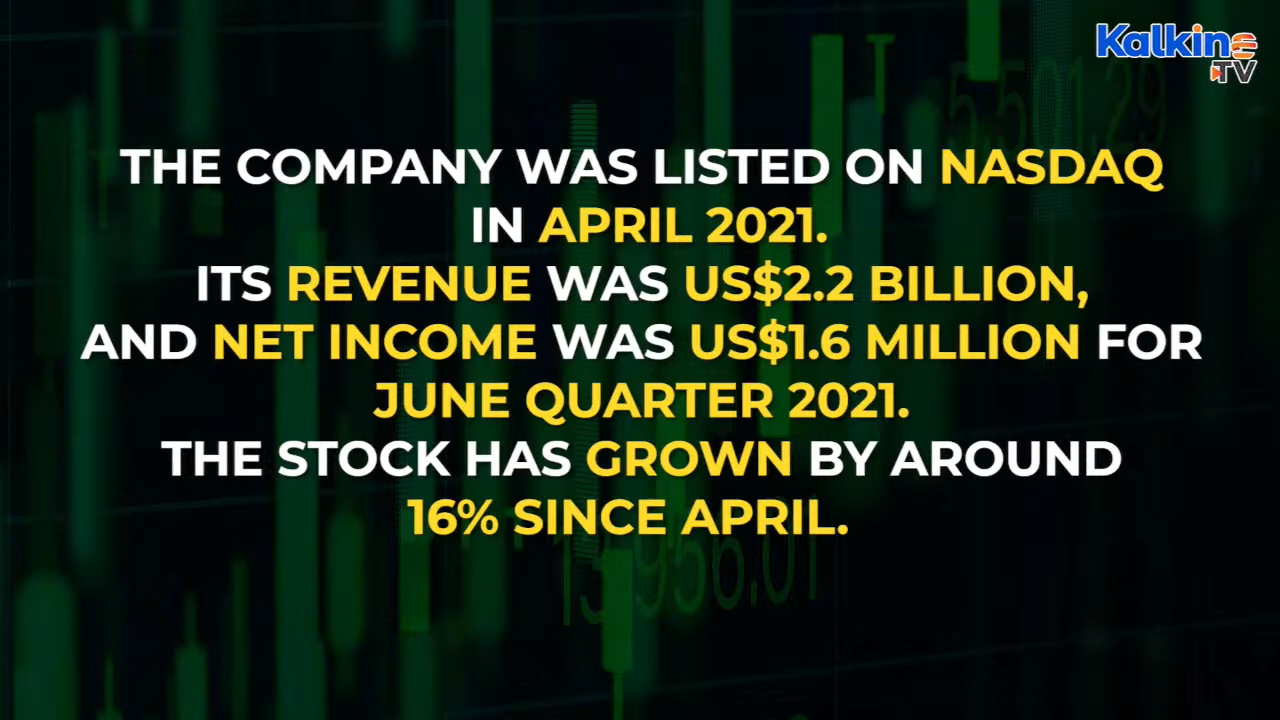 Kalkine
TV
THE COMPANY WAS LISTED ON NASDAQ
IN APRIL 2021.
ITS REVENUE WAS US$2.2 BILLION,
AND NET INCOME WAS US$1.6 MILLION FOR
JUNE QUARTER 2021.
THE STOCK HAS GROWN BY AROUND
16% SINCE APRIL.